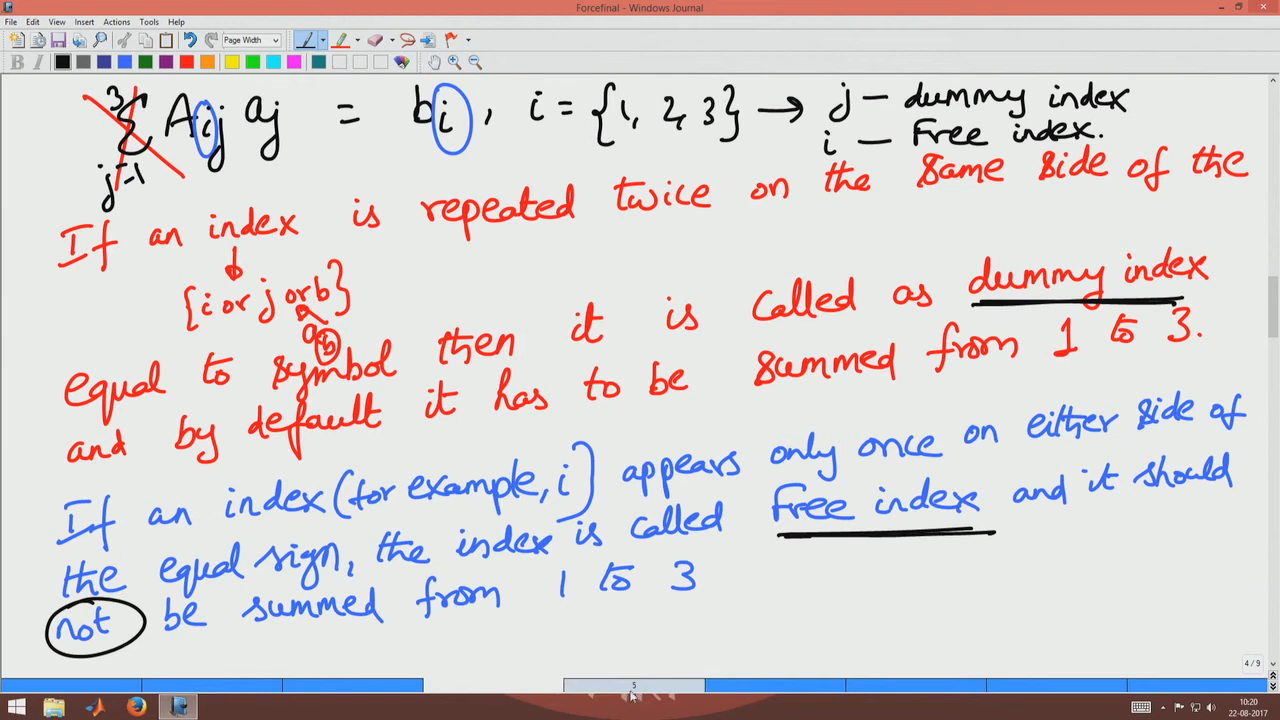 Forcefinal - Windows Journal
File Edit View Insert Actions Tools Help
Page Width
B I
3
Σ Aij aj = bi , i = {1, 2, 3} → j – dummy index
j=1
i – Free index.
If an index is repeated twice on the same side of the
{i or j or b}
equal to symbol then it is called as dummy index
and by default it has to be summed from 1 to 3.
If an index (for example, i) appears only once on either side of
the equal sign, the index is called Free index and it should
not be summed from 1 to 3
4 / 9
5
10:20
22-08-2017